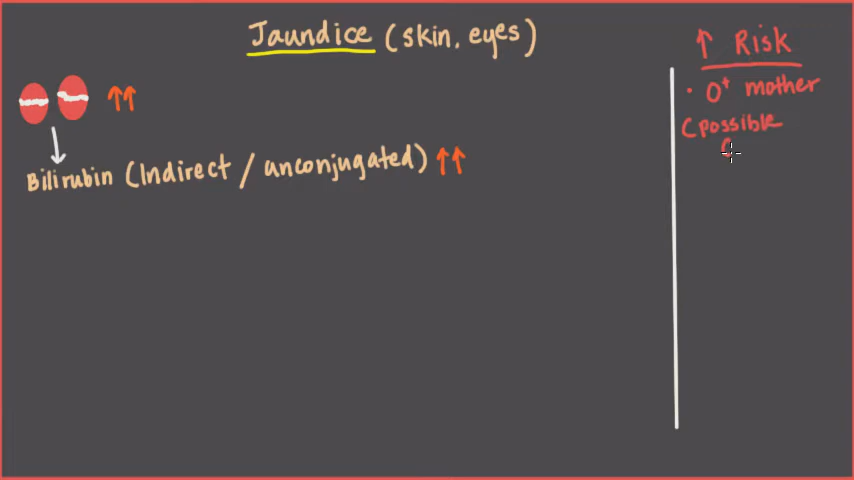 Jaundice (skin, eyes)
↑ Risk
• O+ mother
(possible
↑↑
Bilirubin (Indirect / unconjugated) ↑↑